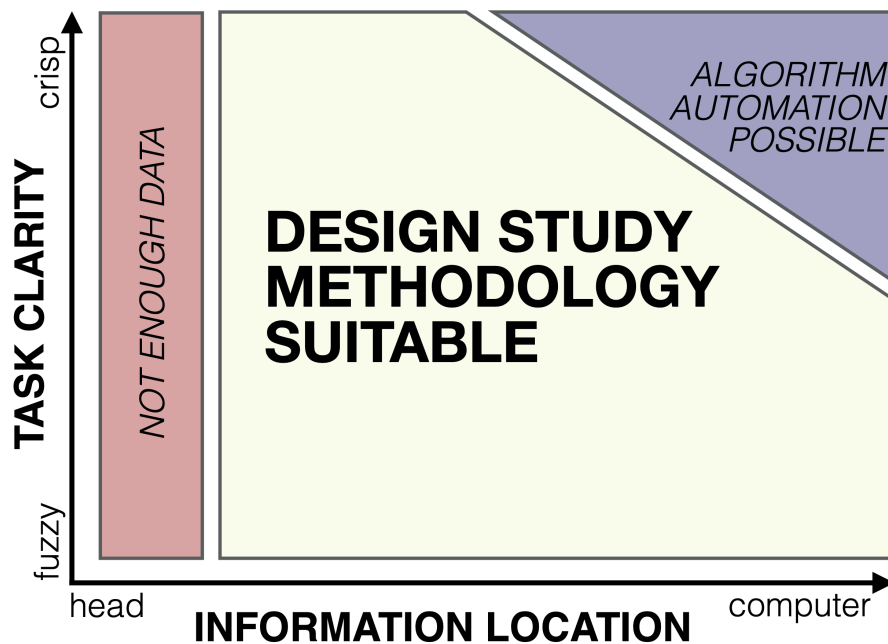 crisp
TASK CLARITY
fuzzy
NOT ENOUGH DATA
DESIGN STUDY
METHODOLOGY
SUITABLE
ALGORITHM
AUTOMATION
POSSIBLE
head
INFORMATION LOCATION
computer